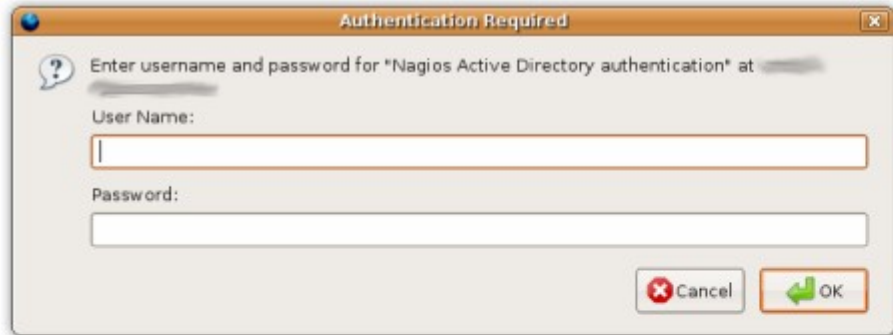 Authentication Required
Enter username and password for "Nagios Active Directory authentication" at
User Name:
Password:
Cancel
OK